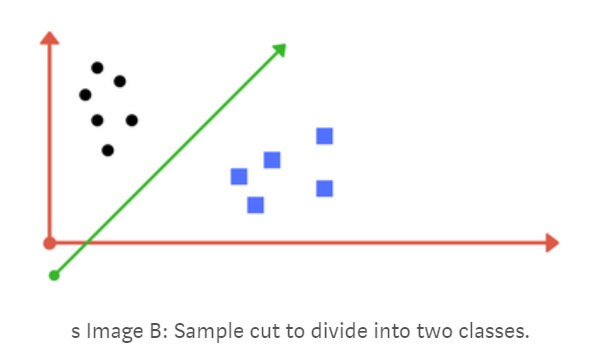 s Image B: Sample cut to divide into two classes.